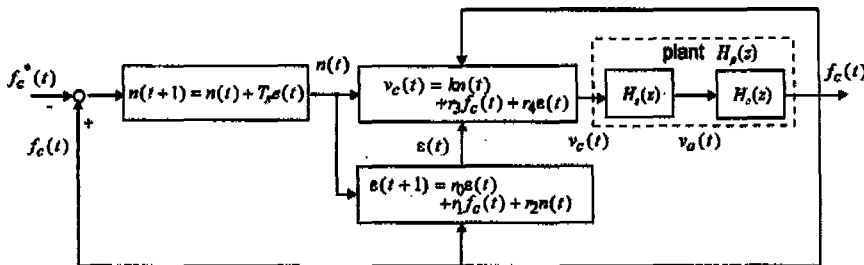 plant H_p(z)
f_c*(t)
-
+
f_c(t)
n(t+1) = n(t) + T_s e(t)
n(t)
v_c(t) = kn(t)
+r_3 f_c(t) + r_4 ε(t)
ε(t)
ε(t+1) = r_0 ε(t)
+r_1 f_c(t) + r_2 n(t)
H_s(z)
H_o(z)
v_c(t)
v_a(t)
f_c(t)